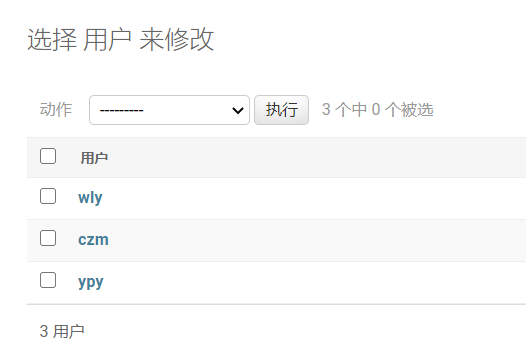 选择 用户 来修改
动作 --------- 执行 3 个中 0 个被选
用户
wly
czm
ypy
3 用户